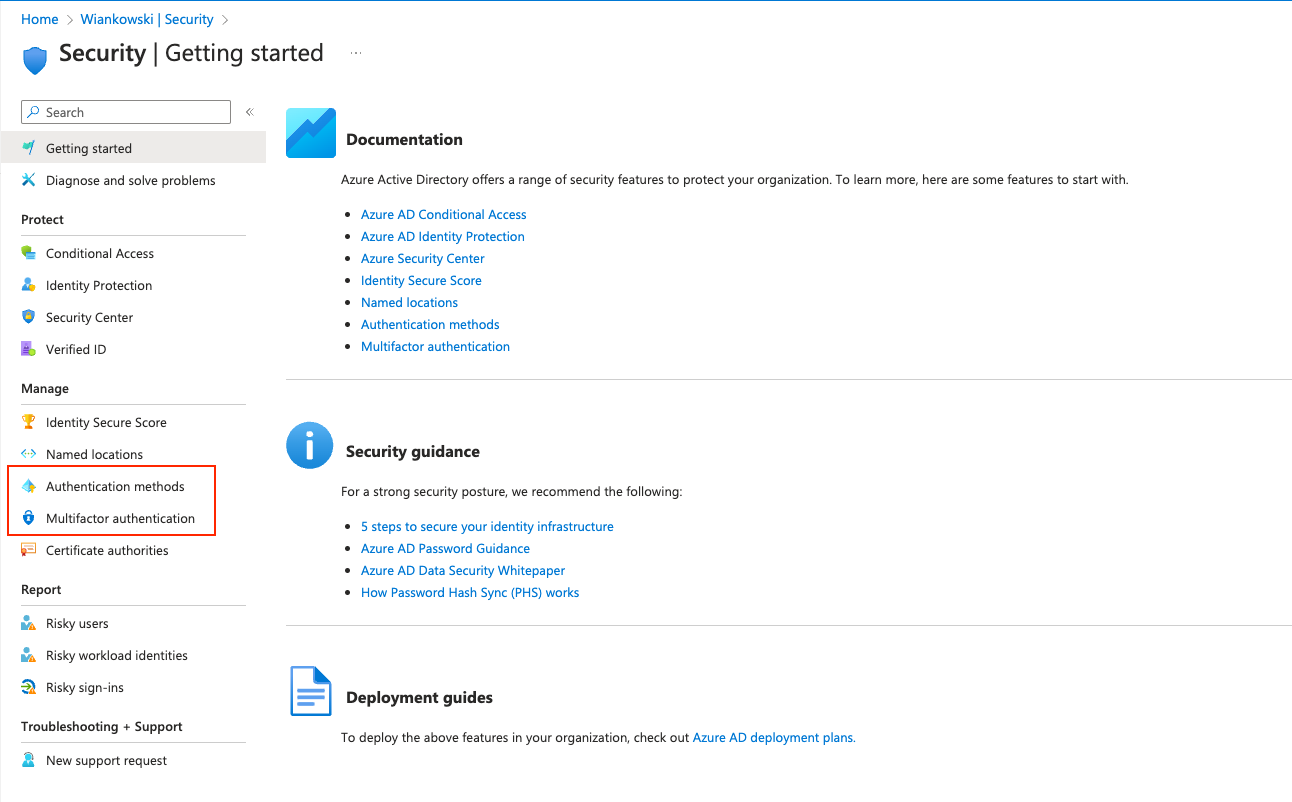 Home > Wiankowski | Security >
Security | Getting started ...
Search «
Getting started
Diagnose and solve problems
Protect
Conditional Access
Identity Protection
Security Center
Verified ID
Manage
Identity Secure Score
Named locations
Authentication methods
Multifactor authentication
Certificate authorities
Report
Risky users
Risky workload identities
Risky sign-ins
Troubleshooting + Support
New support request
Documentation
Azure Active Directory offers a range of security features to protect your organization. To learn more, here are some features to start with.
• Azure AD Conditional Access
• Azure AD Identity Protection
• Azure Security Center
• Identity Secure Score
• Named locations
• Authentication methods
• Multifactor authentication
Security guidance
For a strong security posture, we recommend the following:
• 5 steps to secure your identity infrastructure
• Azure AD Password Guidance
• Azure AD Data Security Whitepaper
• How Password Hash Sync (PHS) works
Deployment guides
To deploy the above features in your organization, check out Azure AD deployment plans.